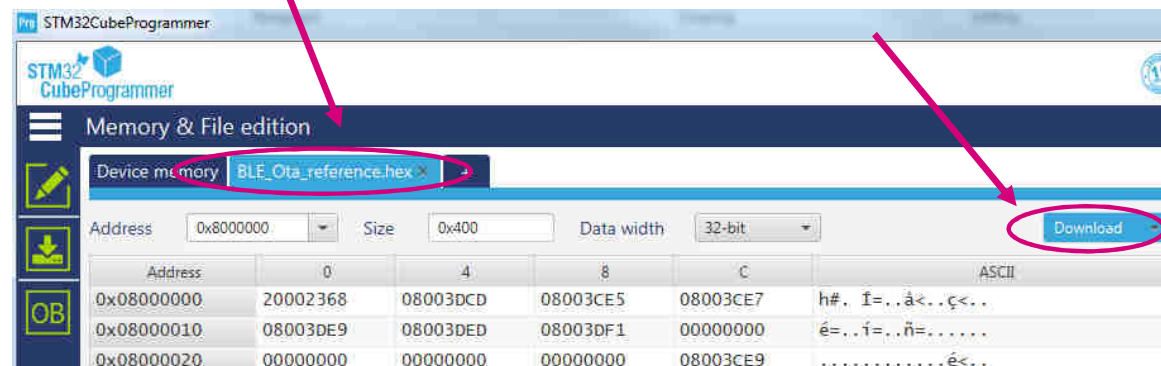 STM32CubeProgrammer
STM32
CubeProgrammer
Memory & File edition
Device memory BLE_Ota_reference.hex × +
Address 0x8000000 Size 0x400 Data width 32-bit Download
Address 0 4 8 C ASCII
0x08000000 20002368 08003DCD 08003CE5 08003CE7 h#. Í=..å<..ç<..
0x08000010 08003DE9 08003DED 08003DF1 00000000 é=..í=..ñ=......
0x08000020 00000000 00000000 00000000 08003CE9 ............é<..
OB